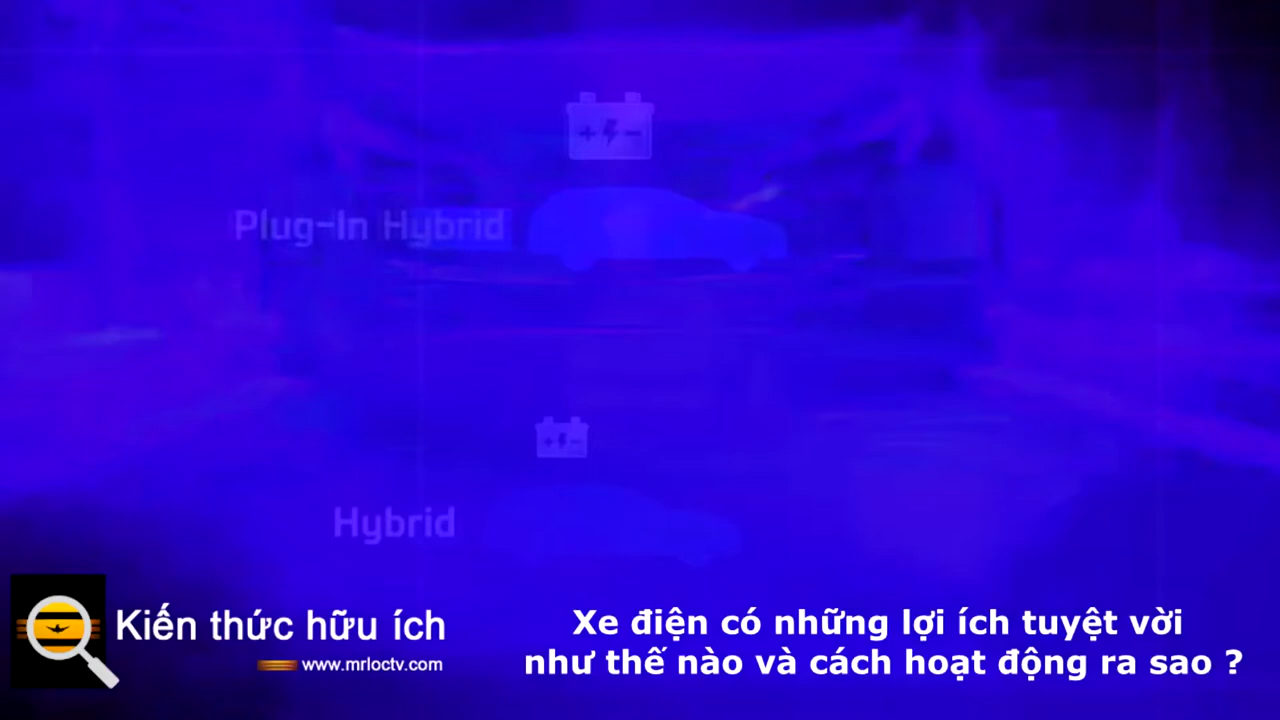 Plug-In Hybrid
Hybrid
Kiến thức hữu ích
www.mrloctv.com
Xe điện có những lợi ích tuyệt vời
như thế nào và cách hoạt động ra sao ?